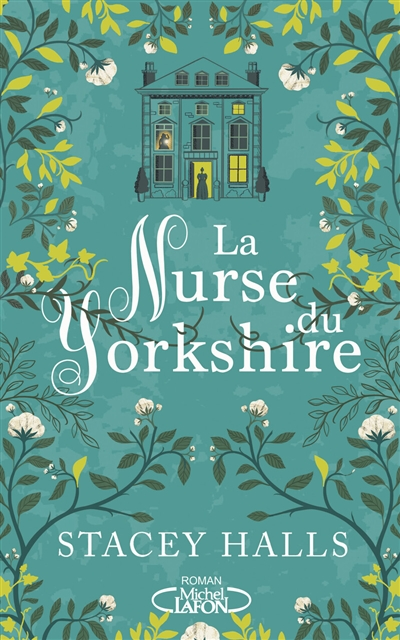 La
Nurse
du
Yorkshire
STACEY HALLS
ROMAN
Michel
LAFON